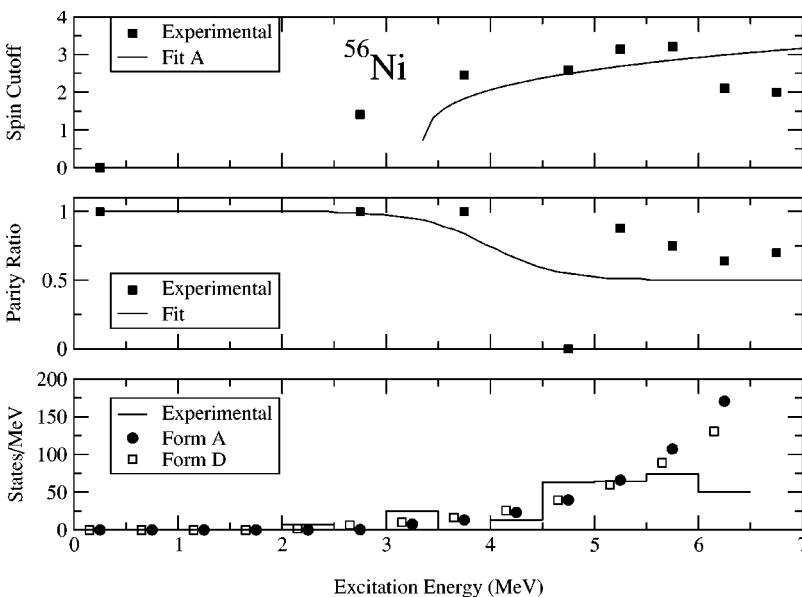 4
3
2
1
0
Spin Cutoff
Experimental
Fit A
56Ni
1
0.5
0
Parity Ratio
Experimental
Fit
200
150
100
50
0
States/MeV
Experimental
Form A
Form D
0 1 2 3 4 5 6 7
Excitation Energy (MeV)